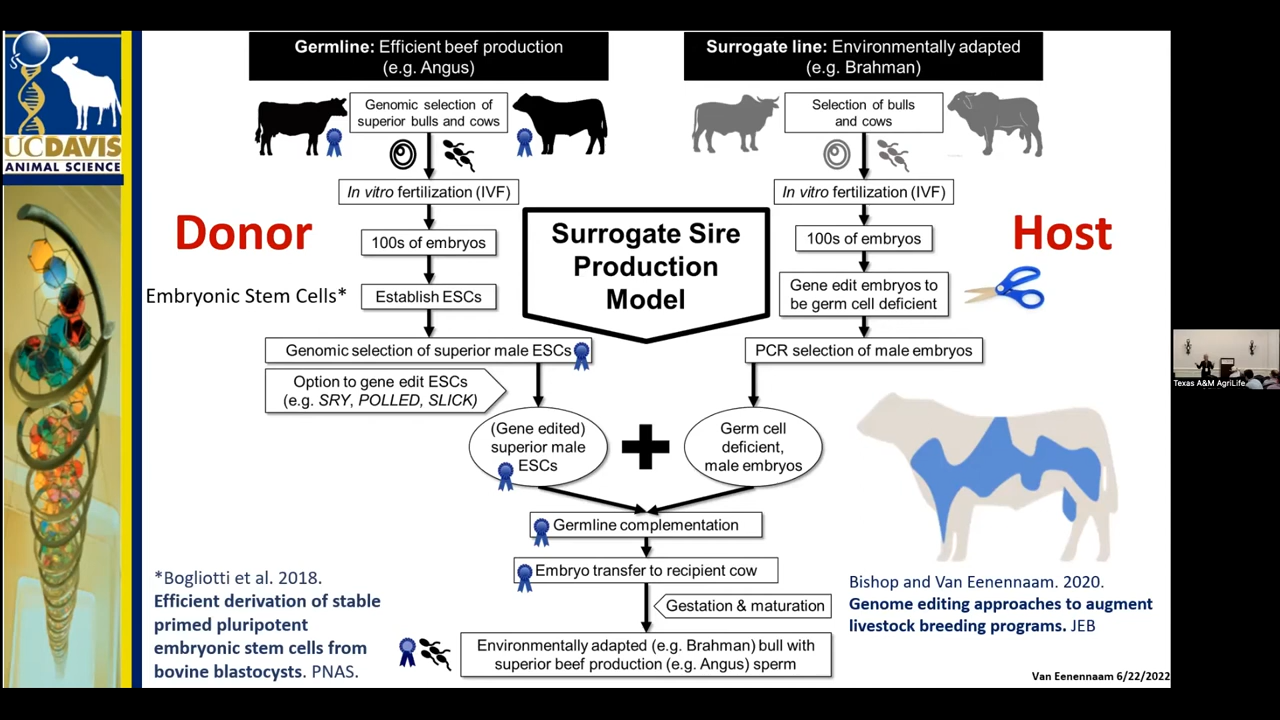 UCDAVIS
ANIMAL SCIENCE
Germline: Efficient beef production
(e.g. Angus)
Surrogate line: Environmentally adapted
(e.g. Brahman)
Genomic selection of
superior bulls and cows
Selection of bulls
and cows
In vitro fertilization (IVF)
In vitro fertilization (IVF)
Donor
Surrogate Sire
Production
Model
Host
100s of embryos
100s of embryos
Embryonic Stem Cells*
Establish ESCs
Gene edit embryos to
be germ cell deficient
Genomic selection of superior male ESCs
PCR selection of male embryos
Option to gene edit ESCs
(e.g. SRY, POLLED, SLICK)
(Gene edited)
superior male
ESCs
Germ cell
deficient,
male embryos
Germline complementation
Embryo transfer to recipient cow
Gestation & maturation
Environmentally adapted (e.g. Brahman) bull with
superior beef production (e.g. Angus) sperm
*Bogliotti et al. 2018.
Efficient derivation of stable
primed pluripotent
embryonic stem cells from
bovine blastocysts. PNAS.
Bishop and Van Eenennaam. 2020.
Genome editing approaches to augment
livestock breeding programs. JEB
Van Eenennaam 6/22/2022
Texas A&M AgriLife...